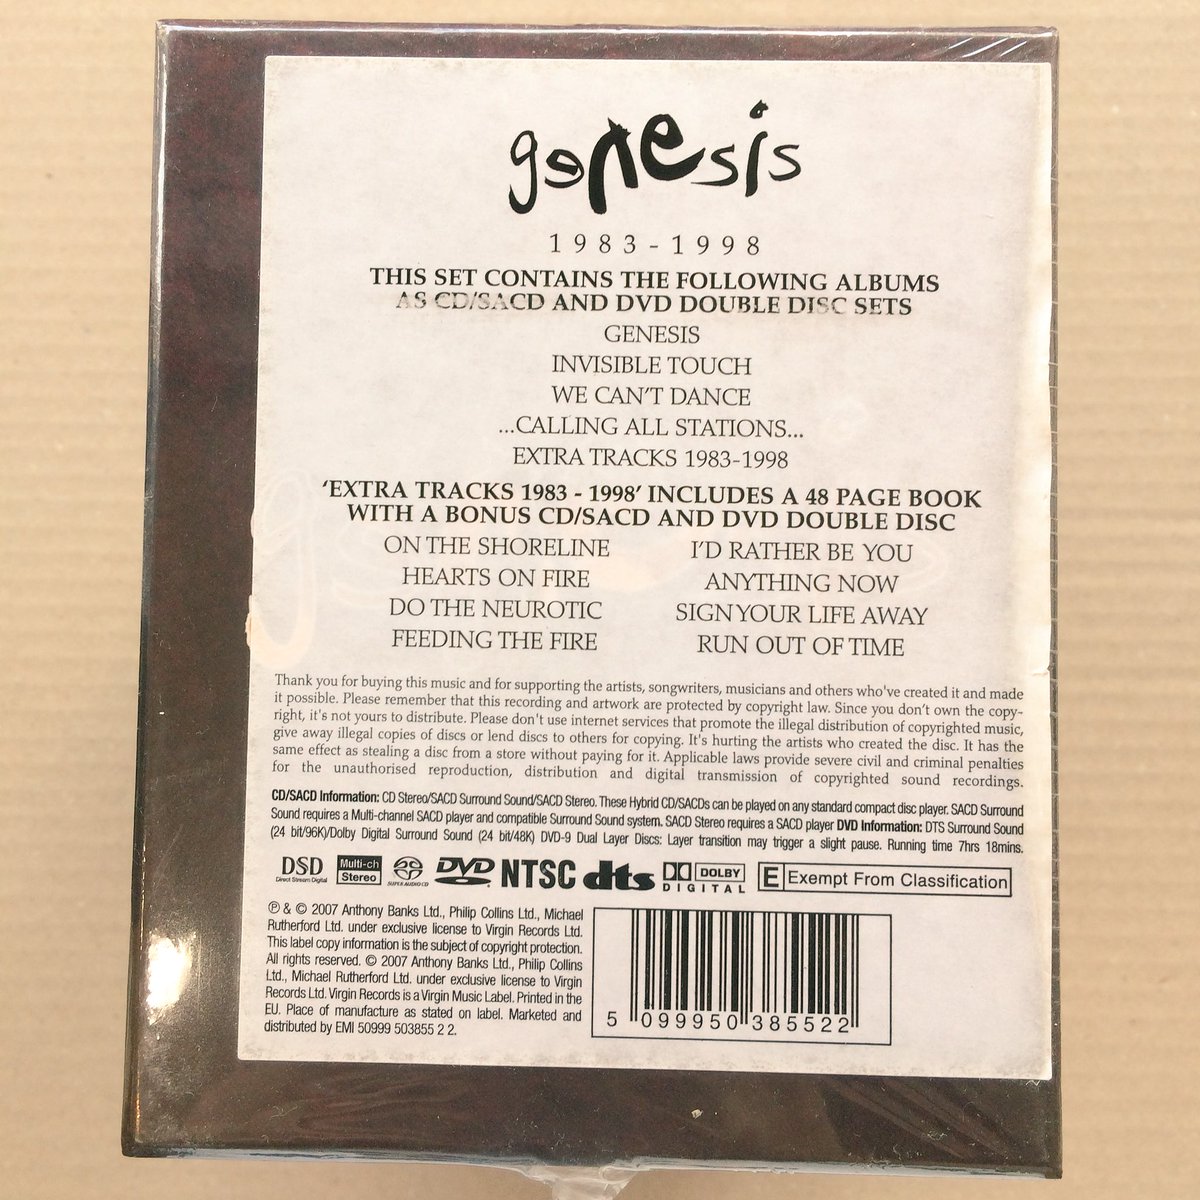 genesis
1983-1998
THIS SET CONTAINS THE FOLLOWING ALBUMS
AS CD/SACD AND DVD DOUBLE DISC SETS
GENESIS
INVISIBLE TOUCH
WE CAN'T DANCE
...CALLING ALL STATIONS...
EXTRA TRACKS 1983-1998
'EXTRA TRACKS 1983 - 1998' INCLUDES A 48 PAGE BOOK
WITH A BONUS CD/SACD AND DVD DOUBLE DISC
ON THE SHORELINE
HEARTS ON FIRE
DO THE NEUROTIC
FEEDING THE FIRE
I'D RATHER BE YOU
ANYTHING NOW
SIGN YOUR LIFE AWAY
RUN OUT OF TIME
Thank you for buying this music and for supporting the artists, songwriters, musicians and others who've created it and made
it possible. Please remember that this recording and artwork are protected by copyright law. Since you don't own the copy-
right, it's not yours to distribute. Please don't use internet services that promote the illegal distribution of copyrighted music,
give away illegal copies of discs or lend discs to others for copying. It's hurting the artists who created the disc. It has the
same effect as stealing a disc from a store without paying for it. Applicable laws provide severe civil and criminal penalties
for the unauthorised reproduction, distribution and digital transmission of copyrighted sound recordings.
CD/SACD Information: CD Stereo/SACD Surround Sound/SACD Stereo. These Hybrid CD/SACDs can be played on any standard compact disc player. SACD Surround
Sound requires a Multi-channel SACD player and compatible Surround Sound system. SACD Stereo requires a SACD player DVD Information: DTS Surround Sound
(24 bit/96K)/Dolby Digital Surround Sound (24 bit/48K) DVD-9 Dual Layer Discs: Layer transition may trigger a slight pause. Running time 7hrs 18mins.
DSD
Direct Stream Digital
Multi-ch
Stereo
SUPER AUDIO CD
DVD
NTSC
dts
DOLBY
DIGITAL
E Exempt From Classification
℗ & © 2007 Anthony Banks Ltd., Philip Collins Ltd., Michael
Rutherford Ltd. under exclusive license to Virgin Records Ltd.
This label copy information is the subject of copyright protection.
All rights reserved. © 2007 Anthony Banks Ltd., Philip Collins
Ltd., Michael Rutherford Ltd. under exclusive license to Virgin
Records Ltd. Virgin Records is a Virgin Music Label. Printed in the
EU. Place of manufacture as stated on label. Marketed and
distributed by EMI 50999 503855 2 2.
5 099950 385522